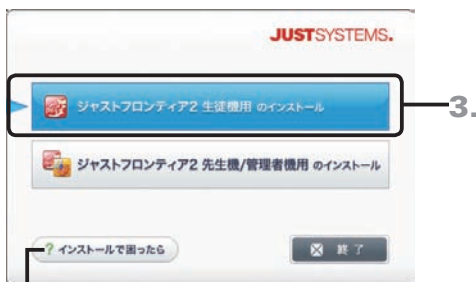 JUSTSYSTEMS.
ジャストフロンティア2 生徒機用 のインストール
3.
ジャストフロンティア2 先生機/管理者機用 のインストール
? インストールで困ったら
終了